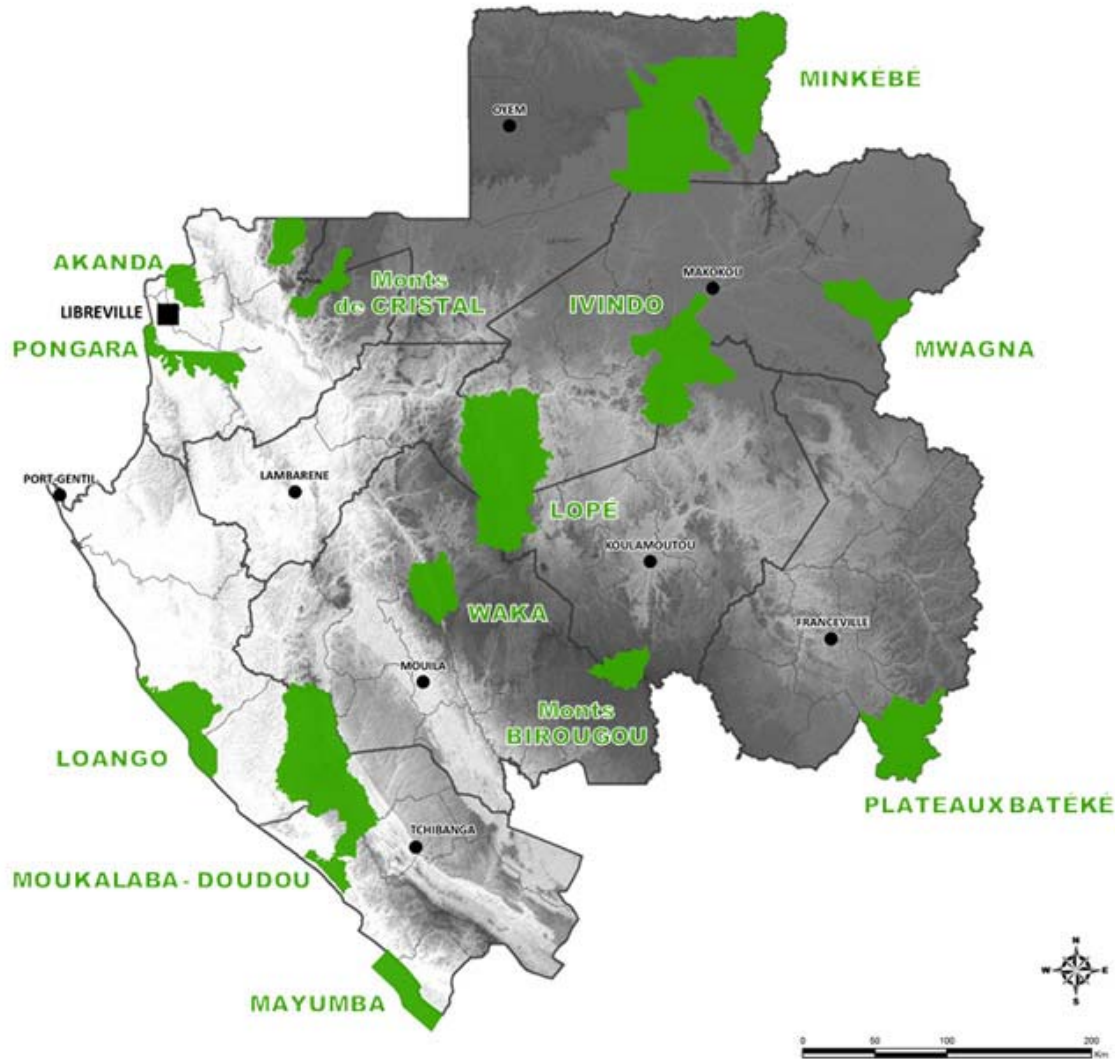 MINKÉBÉ
OYEM
AKANDA
Monts
de CRISTAL
MAKOKOU
IVINDO
LIBREVILLE
PONGARA
MWAGNA
PORT-GENTIL
LAMBARENE
LOPÉ
KOULAMOUTOU
WAKA
FRANCEVILLE
MOUILA
Monts
BIROUGOU
LOANGO
PLATEAUX BATÉKÉ
TCHIBANGA
MOUKALABA - DOUDOU
MAYUMBA
N
W E
S
0 50 100 200
Km